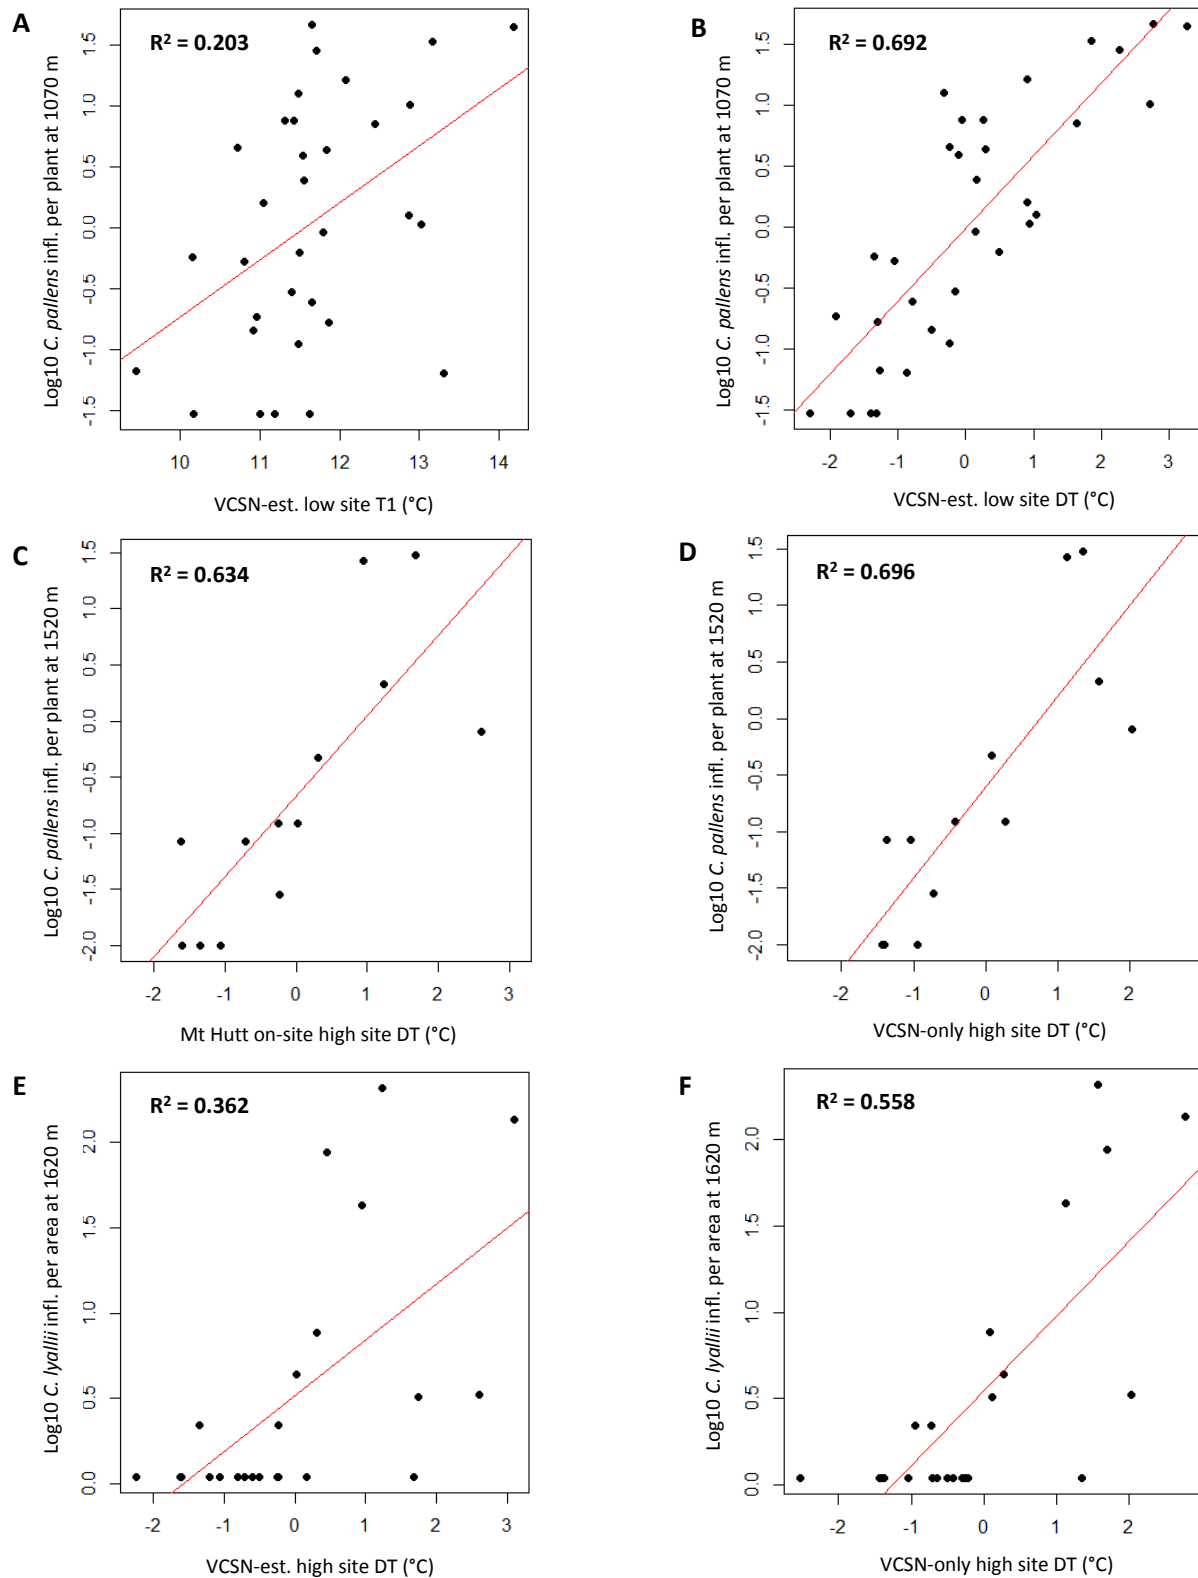 A
R² = 0.203
Log10 C. pallens infl. per plant at 1070 m
1.5
1.0
0.5
0.0
-0.5
-1.0
-1.5
10 11 12 13 14
VCSN-est. low site T1 (°C)
B
R² = 0.692
Log10 C. pallens infl. per plant at 1070 m
1.5
1.0
0.5
0.0
-0.5
-1.0
-1.5
-2 -1 0 1 2 3
VCSN-est. low site DT (°C)
C
R² = 0.634
Log10 C. pallens infl. per plant at 1520 m
1.5
1.0
0.5
0.0
-0.5
-1.0
-1.5
-2.0
-2 -1 0 1 2 3
Mt Hutt on-site high site DT (°C)
D
R² = 0.696
Log10 C. pallens infl. per plant at 1520 m
1.5
1.0
0.5
0.0
-0.5
-1.0
-1.5
-2.0
-2 -1 0 1 2
VCSN-only high site DT (°C)
E
R² = 0.362
Log10 C. lyallii infl. per area at 1620 m
2.0
1.5
1.0
0.5
0.0
-2 -1 0 1 2 3
VCSN-est. high site DT (°C)
F
R² = 0.558
Log10 C. lyallii infl. per area at 1620 m
2.0
1.5
1.0
0.5
0.0
-2 -1 0 1 2
VCSN-only high site DT (°C)